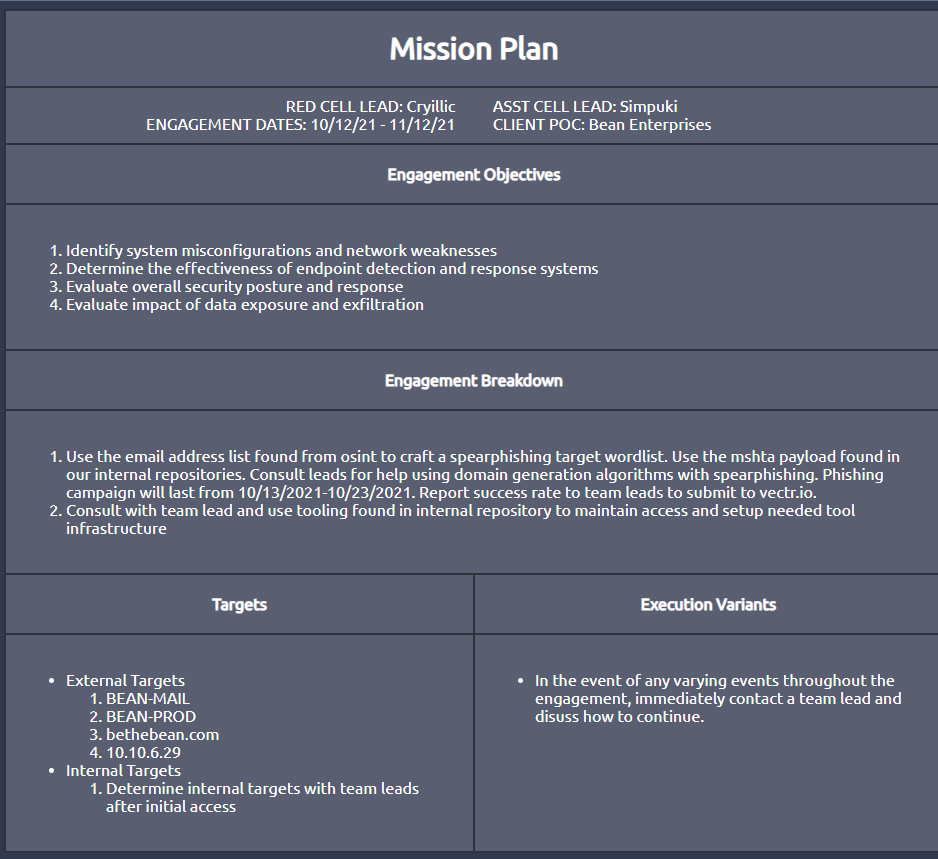 Mission Plan
RED CELL LEAD: Cryillic
ENGAGEMENT DATES: 10/12/21 - 11/12/21
ASST CELL LEAD: Simpuki
CLIENT POC: Bean Enterprises
Engagement Objectives
1. Identify system misconfigurations and network weaknesses
2. Determine the effectiveness of endpoint detection and response systems
3. Evaluate overall security posture and response
4. Evaluate impact of data exposure and exfiltration
Engagement Breakdown
1. Use the email address list found from osint to craft a spearphishing target wordlist. Use the mshta payload found in
our internal repositories. Consult leads for help using domain generation algorithms with spearphishing. Phishing
campaign will last from 10/13/2021-10/23/2021. Report success rate to team leads to submit to vectr.io.
2. Consult with team lead and use tooling found in internal repository to maintain access and setup needed tool
infrastructure
Targets
• External Targets
1. BEAN-MAIL
2. BEAN-PROD
3. bethebean.com
4. 10.10.6.29
• Internal Targets
1. Determine internal targets with team leads
after initial access
Execution Variants
• In the event of any varying events throughout the
engagement, immediately contact a team lead and
disuss how to continue.